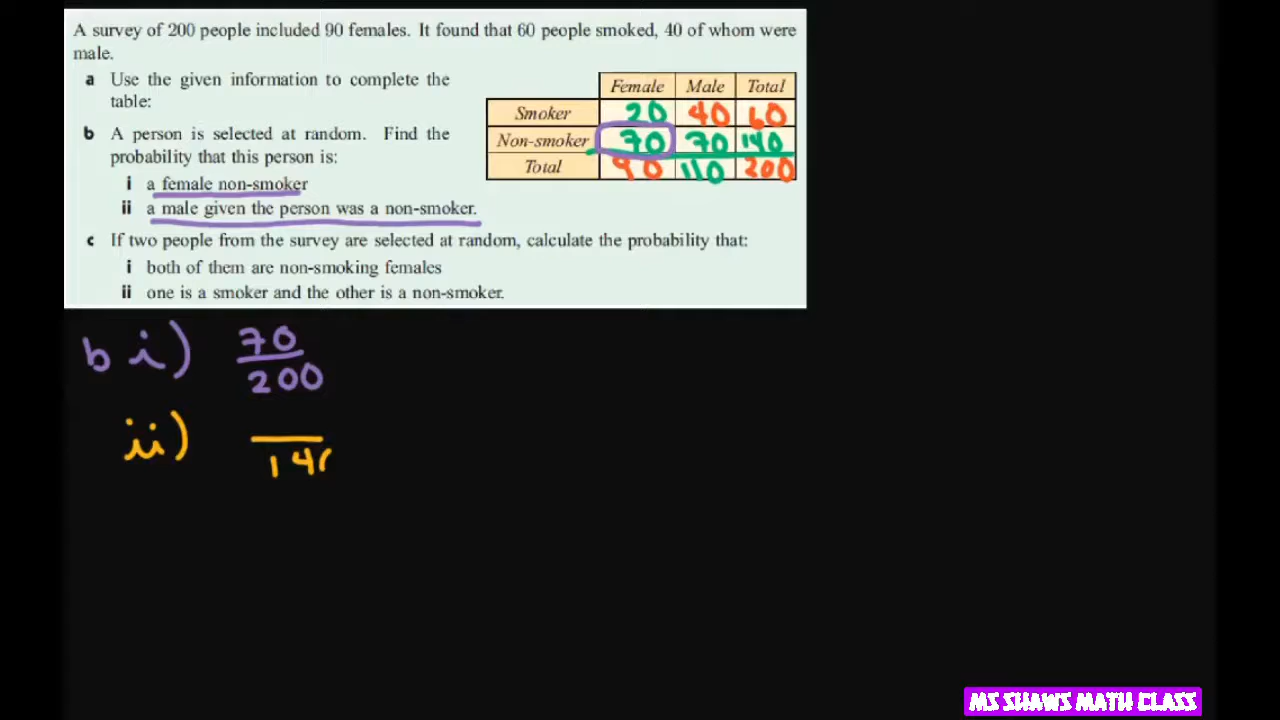 A survey of 200 people included 90 females. It found that 60 people smoked, 40 of whom were
male.
a Use the given information to complete the
table:
Female Male Total
Smoker 20 40 60
Non-smoker 70 70 140
Total 90 110 200
b A person is selected at random. Find the
probability that this person is:
i a female non-smoker
ii a male given the person was a non-smoker.
c If two people from the survey are selected at random, calculate the probability that:
i both of them are non-smoking females
ii one is a smoker and the other is a non-smoker.
b i) 70
200
ii)
14
MS SHAWS MATH CLASS